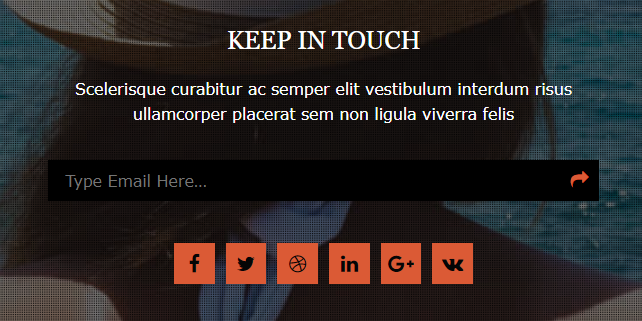 KEEP IN TOUCH
Scelerisque curabitur ac semper elit vestibulum interdum risus
ullamcorper placerat sem non ligula viverra felis
Type Email Here...